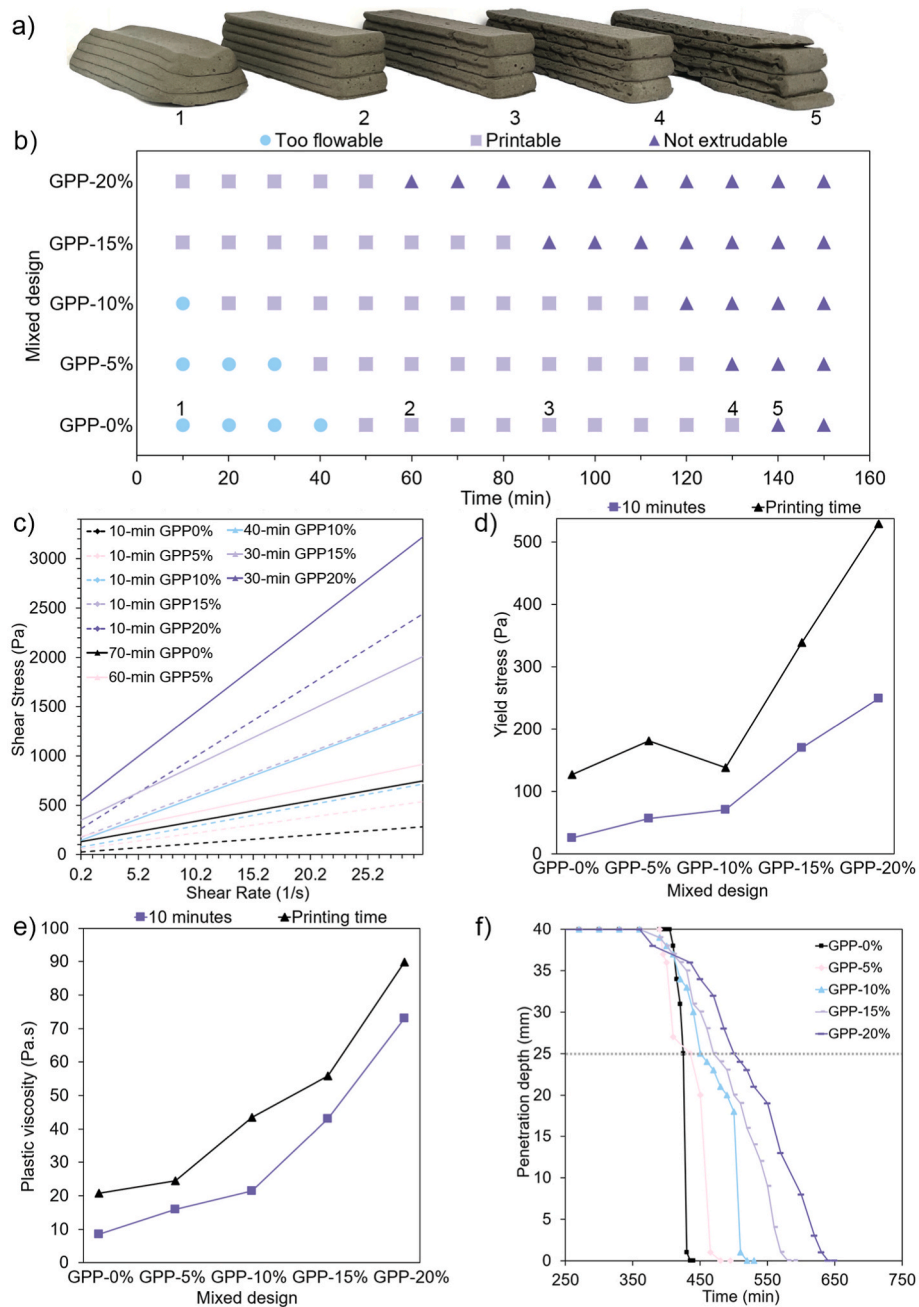 a)
1 2 3 4 5
b)
Too flowable Printable Not extrudable
Mixed design
GPP-20%
GPP-15%
GPP-10%
GPP-5%
1 2 3 4 5
GPP-0%
0 20 40 60 80 100 120 140 160
Time (min)
c)
Shear Stress (Pa)
10-min GPP0% 40-min GPP10%
10-min GPP5% 30-min GPP15%
10-min GPP10% 30-min GPP20%
10-min GPP15%
10-min GPP20%
70-min GPP0%
60-min GPP5%
3300
3000
2700
2400
2100
1800
1500
1200
900
600
300
0
0.2 5.2 10.2 15.2 20.2 25.2
Shear Rate (1/s)
d)
10 minutes Printing time
Yield stress (Pa)
500
400
300
200
100
0
GPP-0% GPP-5% GPP-10% GPP-15% GPP-20%
Mixed design
e)
10 minutes Printing time
Plastic viscosity (Pa.s)
100
90
80
70
60
50
40
30
20
10
0
GPP-0% GPP-5% GPP-10% GPP-15% GPP-20%
Mixed design
f)
Penetration depth (mm)
GPP-0%
GPP-5%
GPP-10%
GPP-15%
GPP-20%
40
35
30
25
20
15
10
5
0
250 350 450 550 650 750
Time (min)